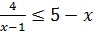 4/(x−1) ≤ 5 − x